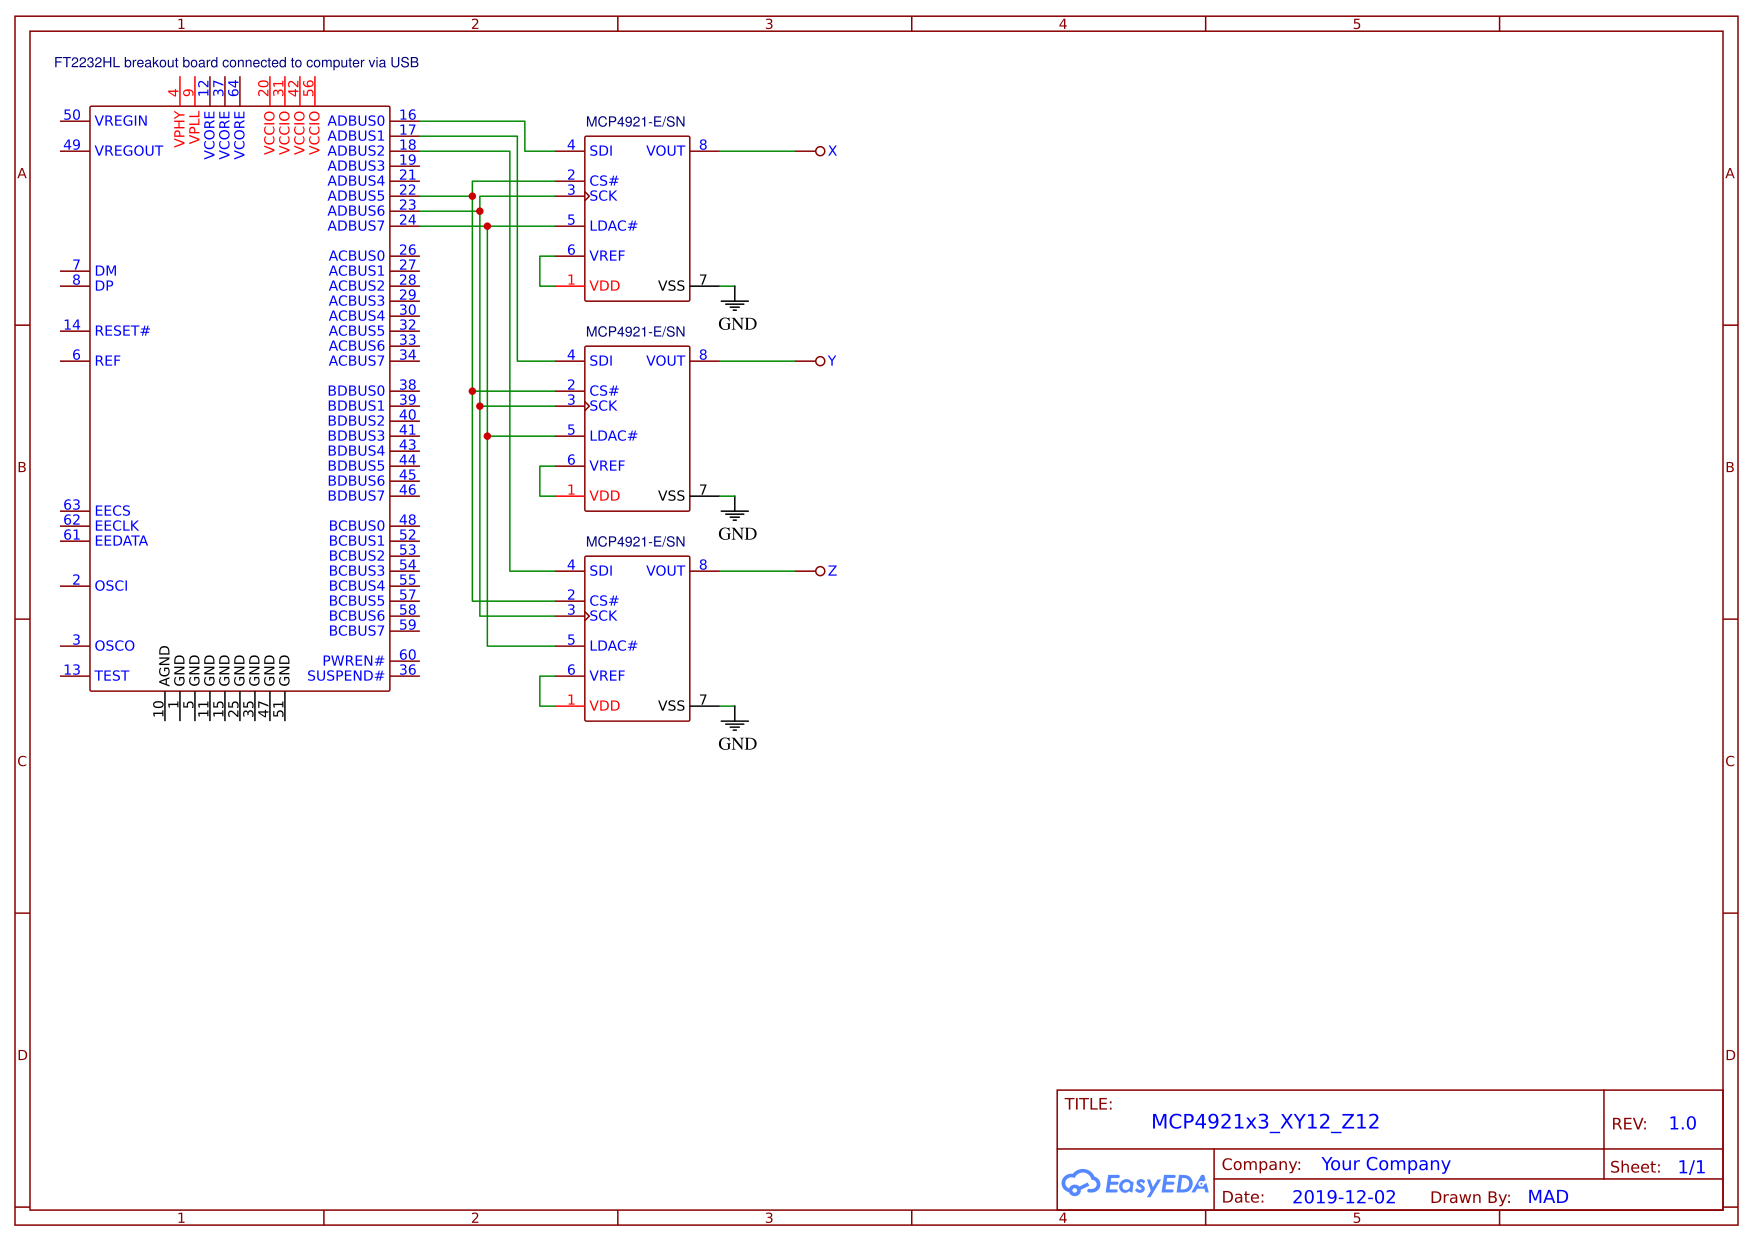 1 2 3 4 5
FT2232HL breakout board connected to computer via USB
4 9 12 37 64 20 31 42 56
VPHY VPLL VCORE VCORE VCORE VCCIO VCCIO VCCIO VCCIO
50 VREGIN
49 VREGOUT
7 DM
8 DP
14 RESET#
6 REF
63 EECS
62 EECLK
61 EEDATA
2 OSCI
3 OSCO
13 TEST
ADBUS0 16
ADBUS1 17
ADBUS2 18
ADBUS3 19
ADBUS4 21
ADBUS5 22
ADBUS6 23
ADBUS7 24
ACBUS0 26
ACBUS1 27
ACBUS2 28
ACBUS3 29
ACBUS4 30
ACBUS5 32
ACBUS6 33
ACBUS7 34
BDBUS0 38
BDBUS1 39
BDBUS2 40
BDBUS3 41
BDBUS4 43
BDBUS5 44
BDBUS6 45
BDBUS7 46
BCBUS0 48
BCBUS1 52
BCBUS2 53
BCBUS3 54
BCBUS4 55
BCBUS5 57
BCBUS6 58
BCBUS7 59
PWREN# 60
SUSPEND# 36
AGND GND GND GND GND GND GND GND GND
10 1 5 11 15 25 35 47 51
MCP4921-E/SN
4 SDI VOUT 8 X
2 CS#
3 SCK
5 LDAC#
6 VREF
1 VDD VSS 7
GND
MCP4921-E/SN
4 SDI VOUT 8 Y
2 CS#
3 SCK
5 LDAC#
6 VREF
1 VDD VSS 7
GND
MCP4921-E/SN
4 SDI VOUT 8 Z
2 CS#
3 SCK
5 LDAC#
6 VREF
1 VDD VSS 7
GND
A A
B B
C C
D D
TITLE:
MCP4921x3_XY12_Z12
REV: 1.0
EasyEDA
Company: Your Company
Sheet: 1/1
Date: 2019-12-02 Drawn By: MAD
1 2 3 4 5